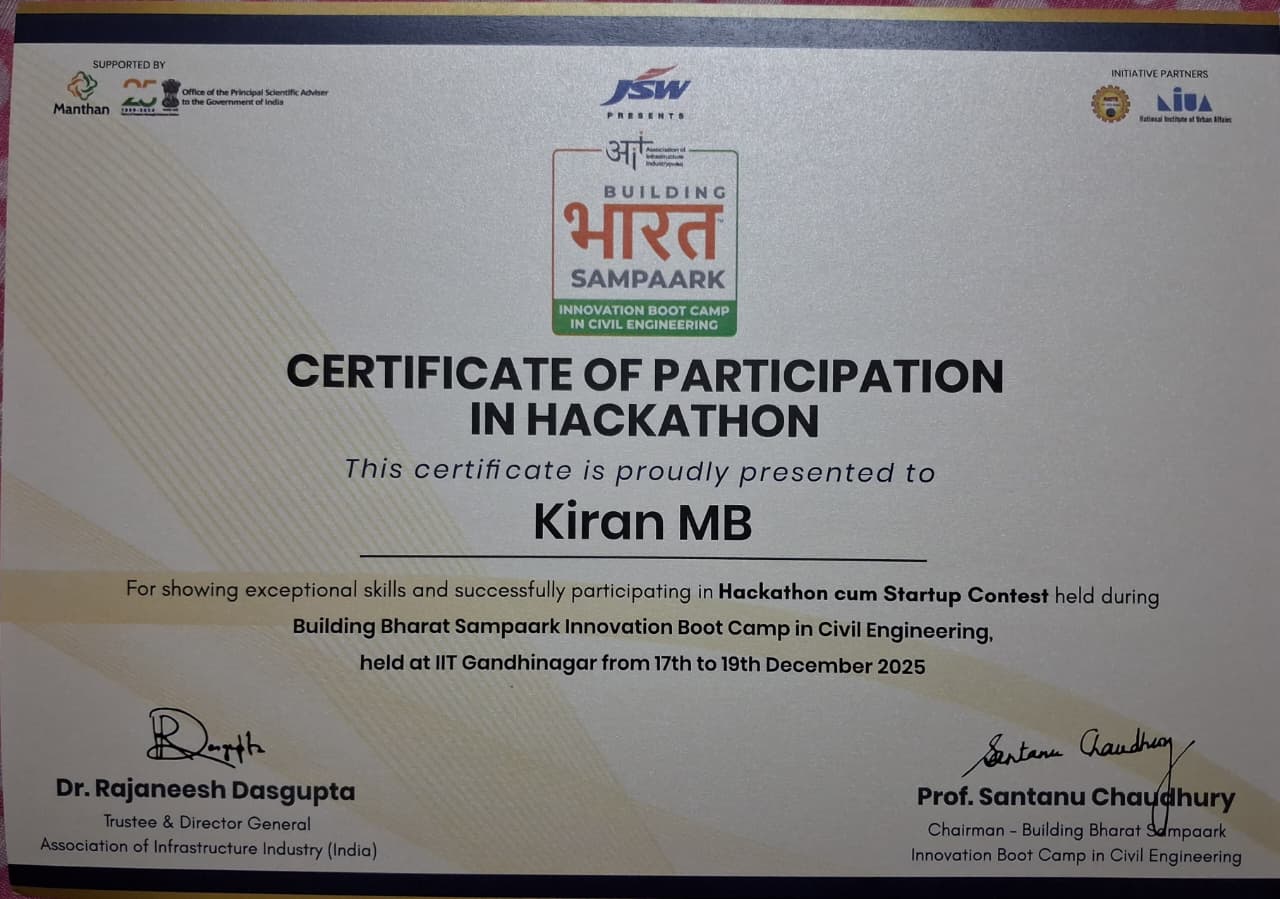 SUPPORTED BY
Manthan
Office of the Principal Scientific Adviser
to the Government of India
JSW
PRESENTS
INITIATIVE PARTNERS
NIUA
National Institute of Urban Affairs
Association of
Infrastructure
Industry(India)
BUILDING
भारत
SAMPAARK
INNOVATION BOOT CAMP
IN CIVIL ENGINEERING
CERTIFICATE OF PARTICIPATION
IN HACKATHON
This certificate is proudly presented to
Kiran MB
For showing exceptional skills and successfully participating in Hackathon cum Startup Contest held during
Building Bharat Sampaark Innovation Boot Camp in Civil Engineering,
held at IIT Gandhinagar from 17th to 19th December 2025
Dr. Rajaneesh Dasgupta
Trustee & Director General
Association of Infrastructure Industry (India)
Santanu Chaudhury
Prof. Santanu Chaudhury
Chairman - Building Bharat Sampaark
Innovation Boot Camp in Civil Engineering